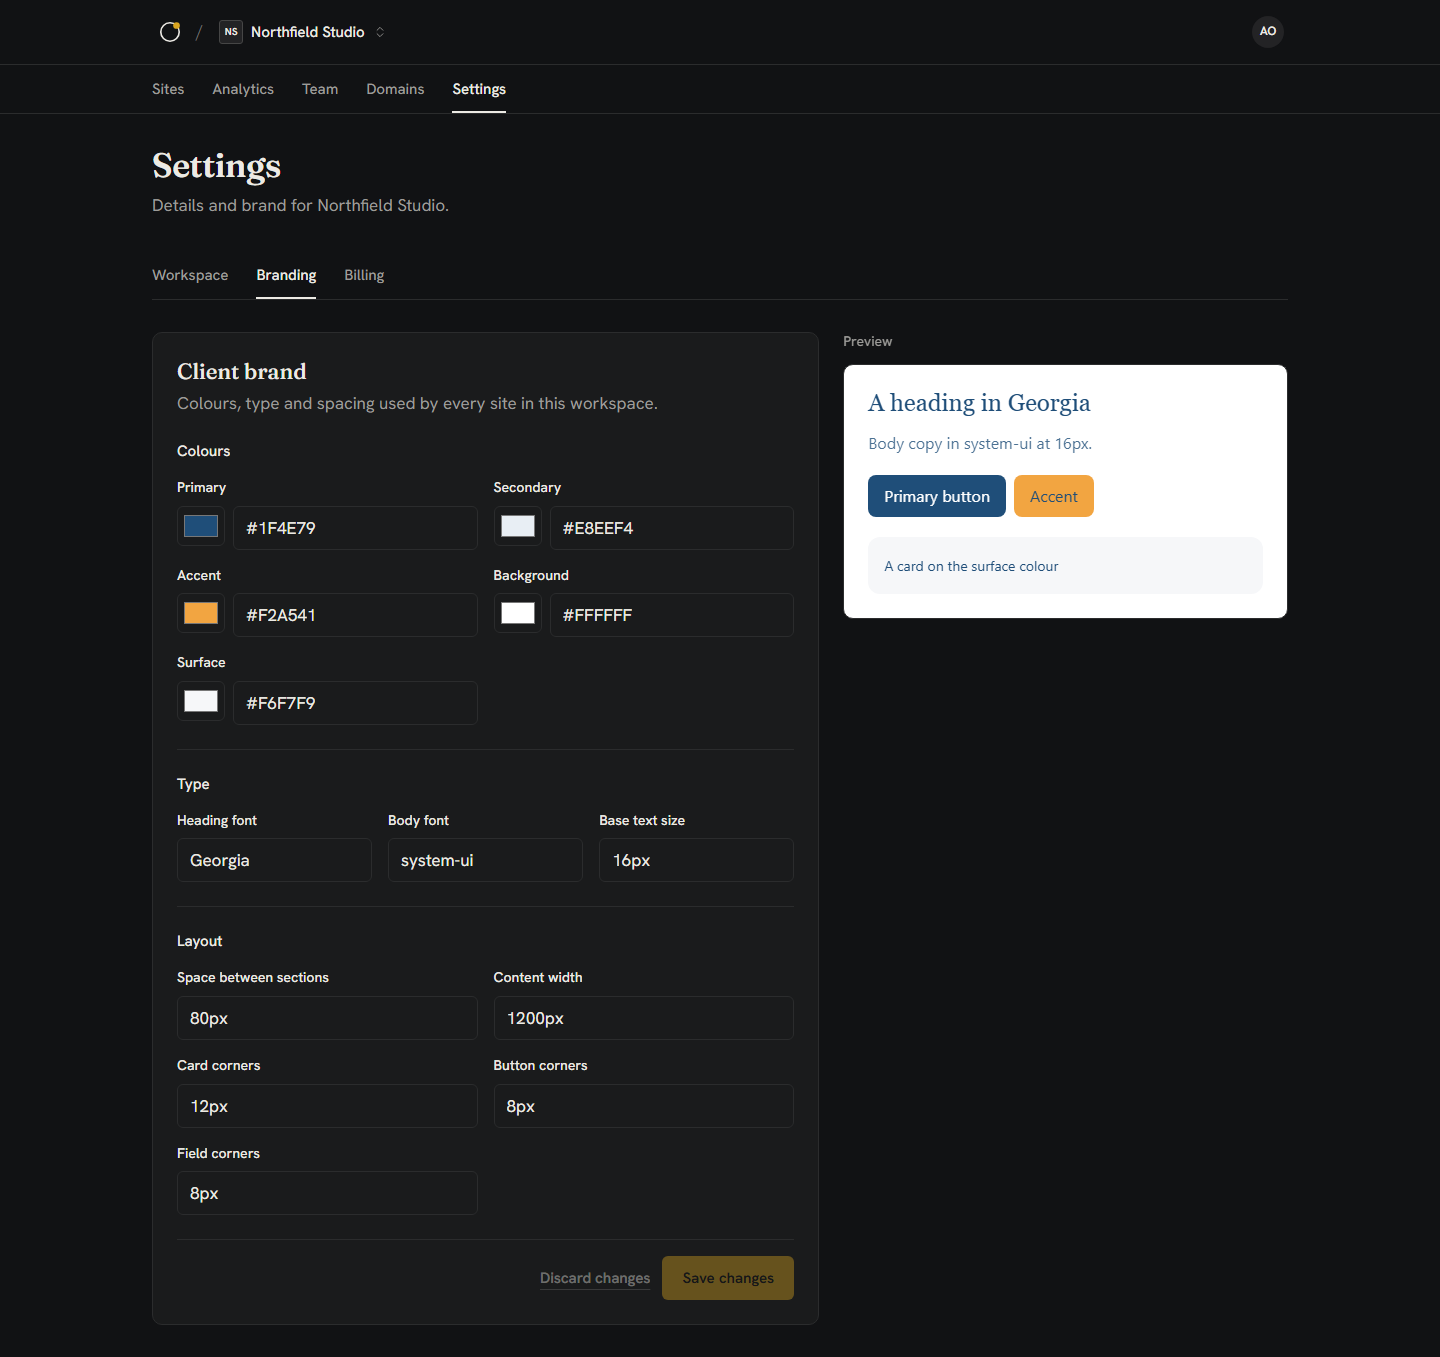 / NS Northfield Studio
AO
Sites Analytics Team Domains Settings
Settings
Details and brand for Northfield Studio.
Workspace Branding Billing
Client brand
Colours, type and spacing used by every site in this workspace.
Colours
Primary Secondary
#1F4E79 #E8EEF4
Accent Background
#F2A541 #FFFFFF
Surface
#F6F7F9
Type
Heading font Body font Base text size
Georgia system-ui 16px
Layout
Space between sections Content width
80px 1200px
Card corners Button corners
12px 8px
Field corners
8px
Discard changes Save changes
Preview
A heading in Georgia
Body copy in system-ui at 16px.
Primary button Accent
A card on the surface colour